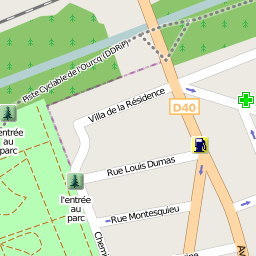 Piste Cyclable de l'Ourcq (DDRiP)
Villa de la Résidence
D40
l'entrée
au
parc
Rue Louis Dumas
l'entrée
au
parc
Rue Montesquieu